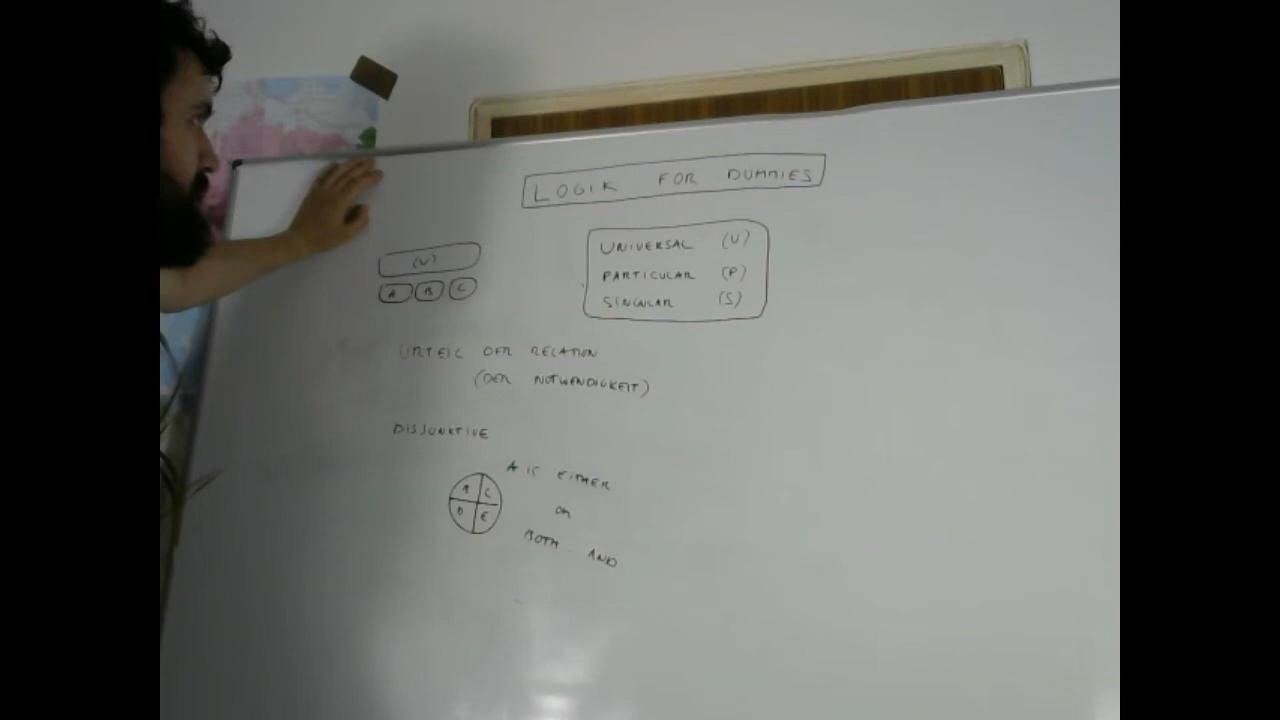 LOGIK FOR DUMMIES
UNIVERSAL (U)
PARTICULAR (P)
SINGULAR (S)
(U)
A B C
URTEIL DER RELATION
(DER NOTWENDIGKEIT)
DISJUNKTIVE
A IS EITHER
OR
BOTH AND
B C
D E